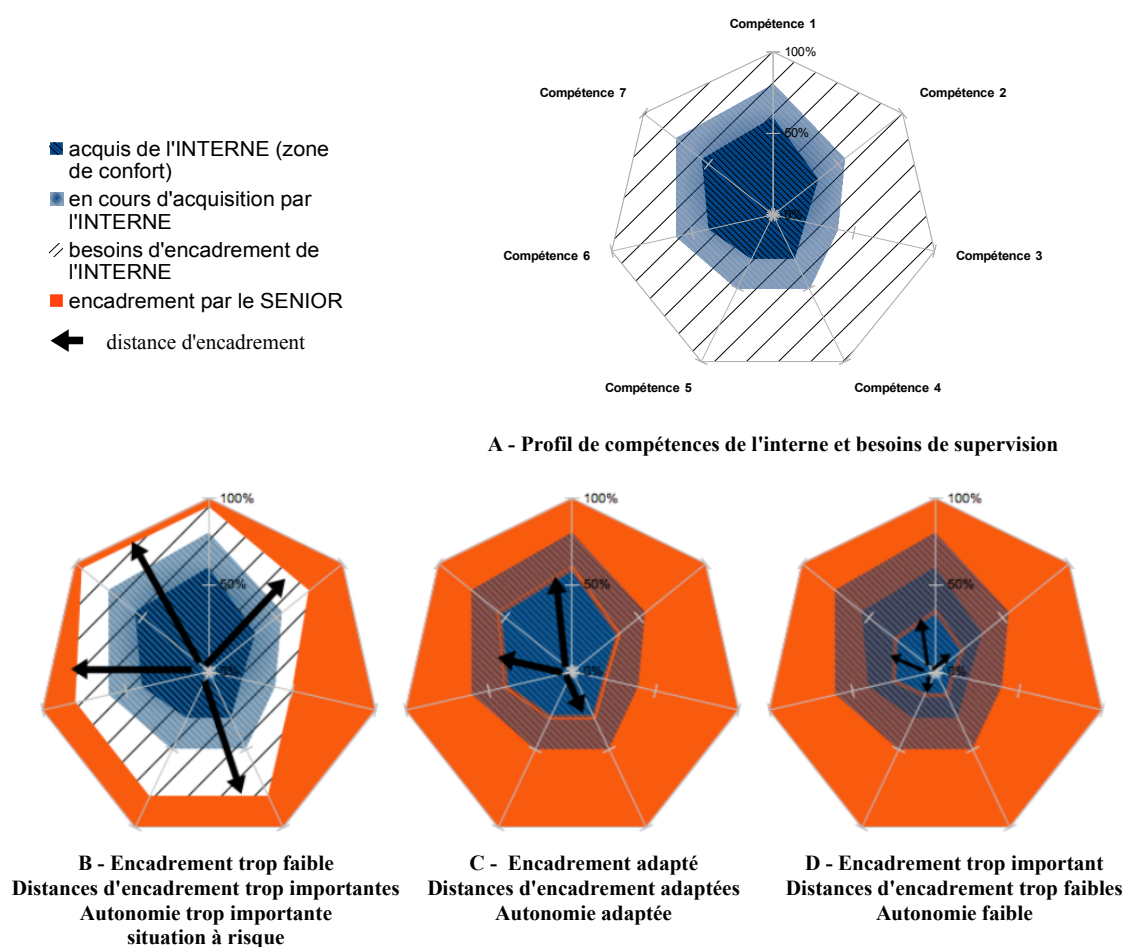 Compétence 1
100%
Compétence 7
Compétence 2
acquis de l'INTERNE (zone
de confort)
50%
en cours d'acquisition par
l'INTERNE
0%
besoins d'encadrement de
l'INTERNE
Compétence 6
Compétence 3
encadrement par le SENIOR
distance d'encadrement
Compétence 5
Compétence 4
A - Profil de compétences de l'interne et besoins de supervision
100%
100%
100%
50%
50%
50%
0%
0%
0%
B - Encadrement trop faible
Distances d'encadrement trop importantes
Autonomie trop importante
situation à risque
C - Encadrement adapté
Distances d'encadrement adaptées
Autonomie adaptée
D - Encadrement trop important
Distances d'encadrement trop faibles
Autonomie faible